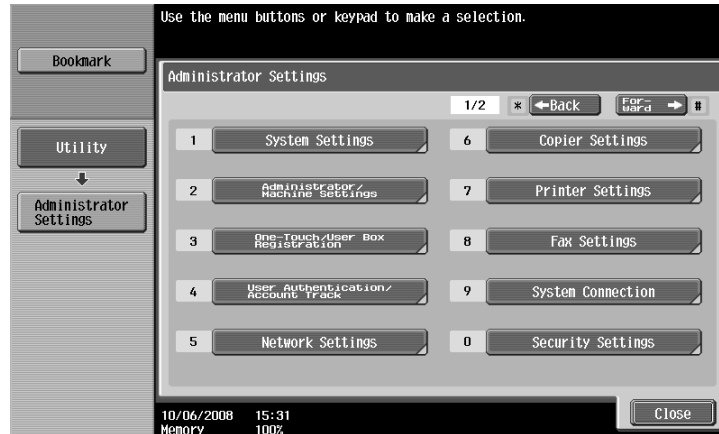 Use the menu buttons or keypad to make a selection.
Bookmark
Administrator Settings
1/2 * ←Back For-
ward → #
Utility
Administrator
Settings
1 System Settings
2 Administrator/
Machine Settings
3 One-Touch/User Box
Registration
4 User Authentication/
Account Track
5 Network Settings
6 Copier Settings
7 Printer Settings
8 Fax Settings
9 System Connection
0 Security Settings
10/06/2008 15:31
Memory 100%
Close